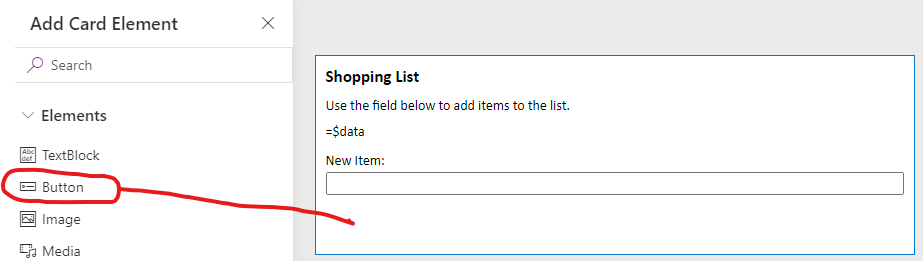 Add Card Element
Search
Elements
Abc
def
TextBlock
Button
Image
Media
Shopping List
Use the field below to add items to the list.
=$data
New Item: